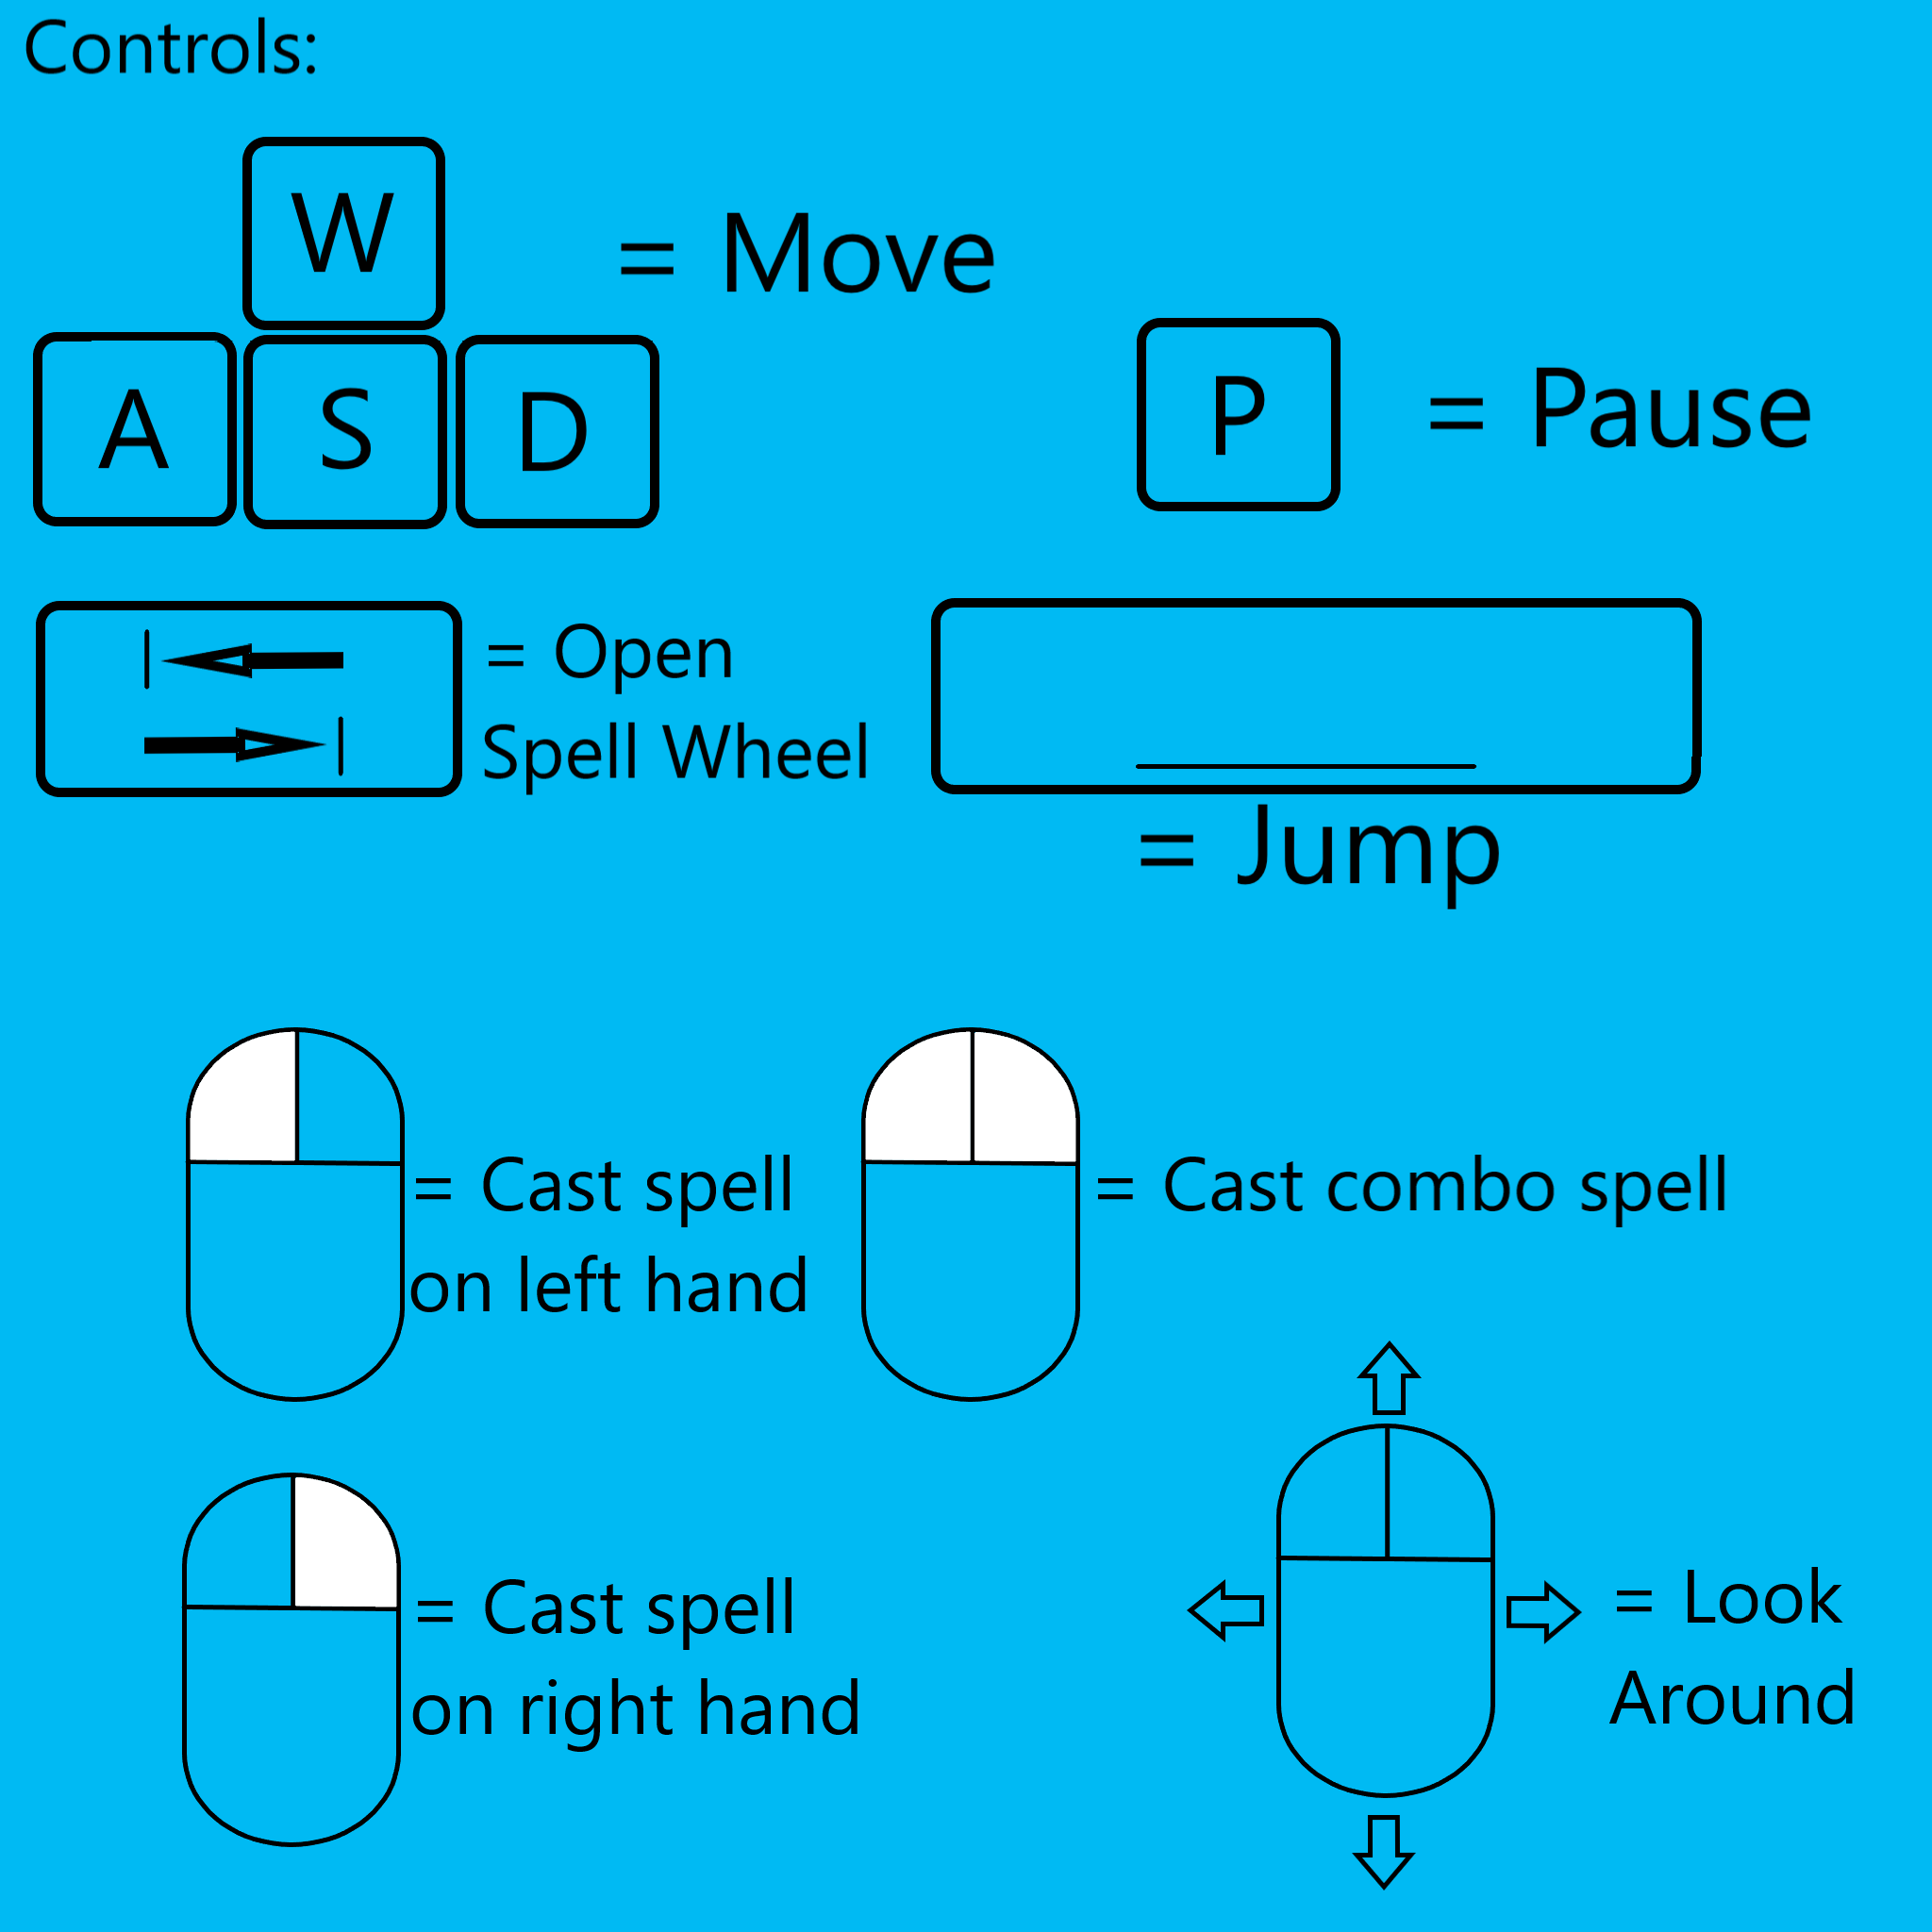 Controls:
W
= Move
A S D
P
= Pause
= Open
Spell Wheel
= Jump
= Cast spell
on left hand
= Cast combo spell
= Cast spell
on right hand
= Look
Around